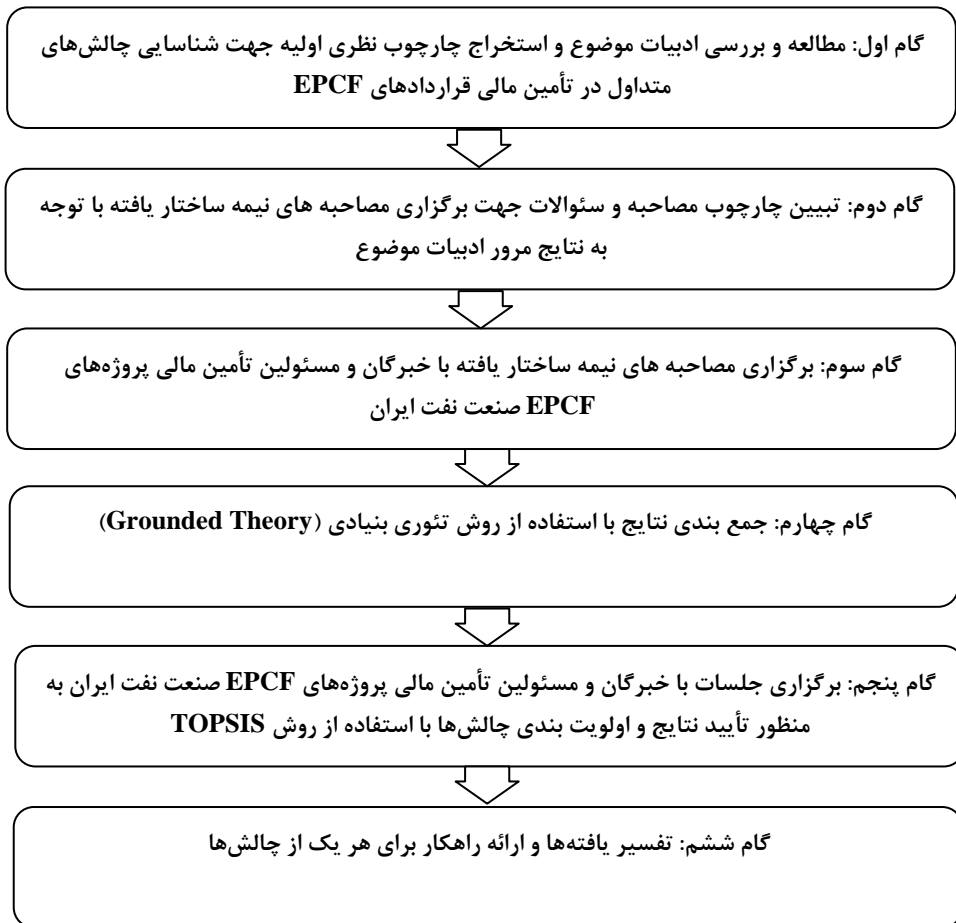 گام اول: مطالعه و بررسی ادبیات موضوع و استخراج چارچوب نظری اولیه جهت شناسایی چالش‌های
متداول در تأمین مالی قراردادهای EPCF
گام دوم: تبیین چارچوب مصاحبه و سئوالات جهت برگزاری مصاحبه های نیمه ساختار یافته با توجه
به نتایج مرور ادبیات موضوع
گام سوم: برگزاری مصاحبه های نیمه ساختار یافته با خبرگان و مسئولین تأمین مالی پروژه‌های
EPCF صنعت نفت ایران
گام چهارم: جمع بندی نتایج با استفاده از روش تئوری بنیادی (Grounded Theory)
گام پنجم: برگزاری جلسات با خبرگان و مسئولین تأمین مالی پروژه‌های EPCF صنعت نفت ایران به
منظور تأیید نتایج و اولویت بندی چالش‌ها با استفاده از روش TOPSIS
گام ششم: تفسیر یافته‌ها و ارائه راهکار برای هر یک از چالش‌ها